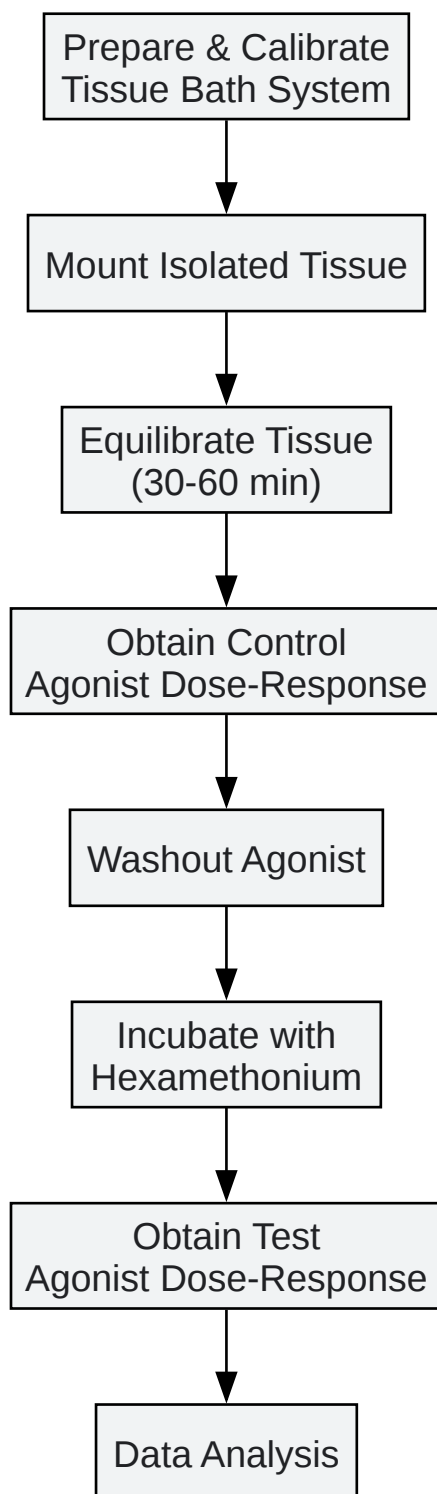 Prepare & Calibrate
Tissue Bath System
Mount Isolated Tissue
Equilibrate Tissue
(30-60 min)
Obtain Control
Agonist Dose-Response
Washout Agonist
Incubate with
Hexamethonium
Obtain Test
Agonist Dose-Response
Data Analysis